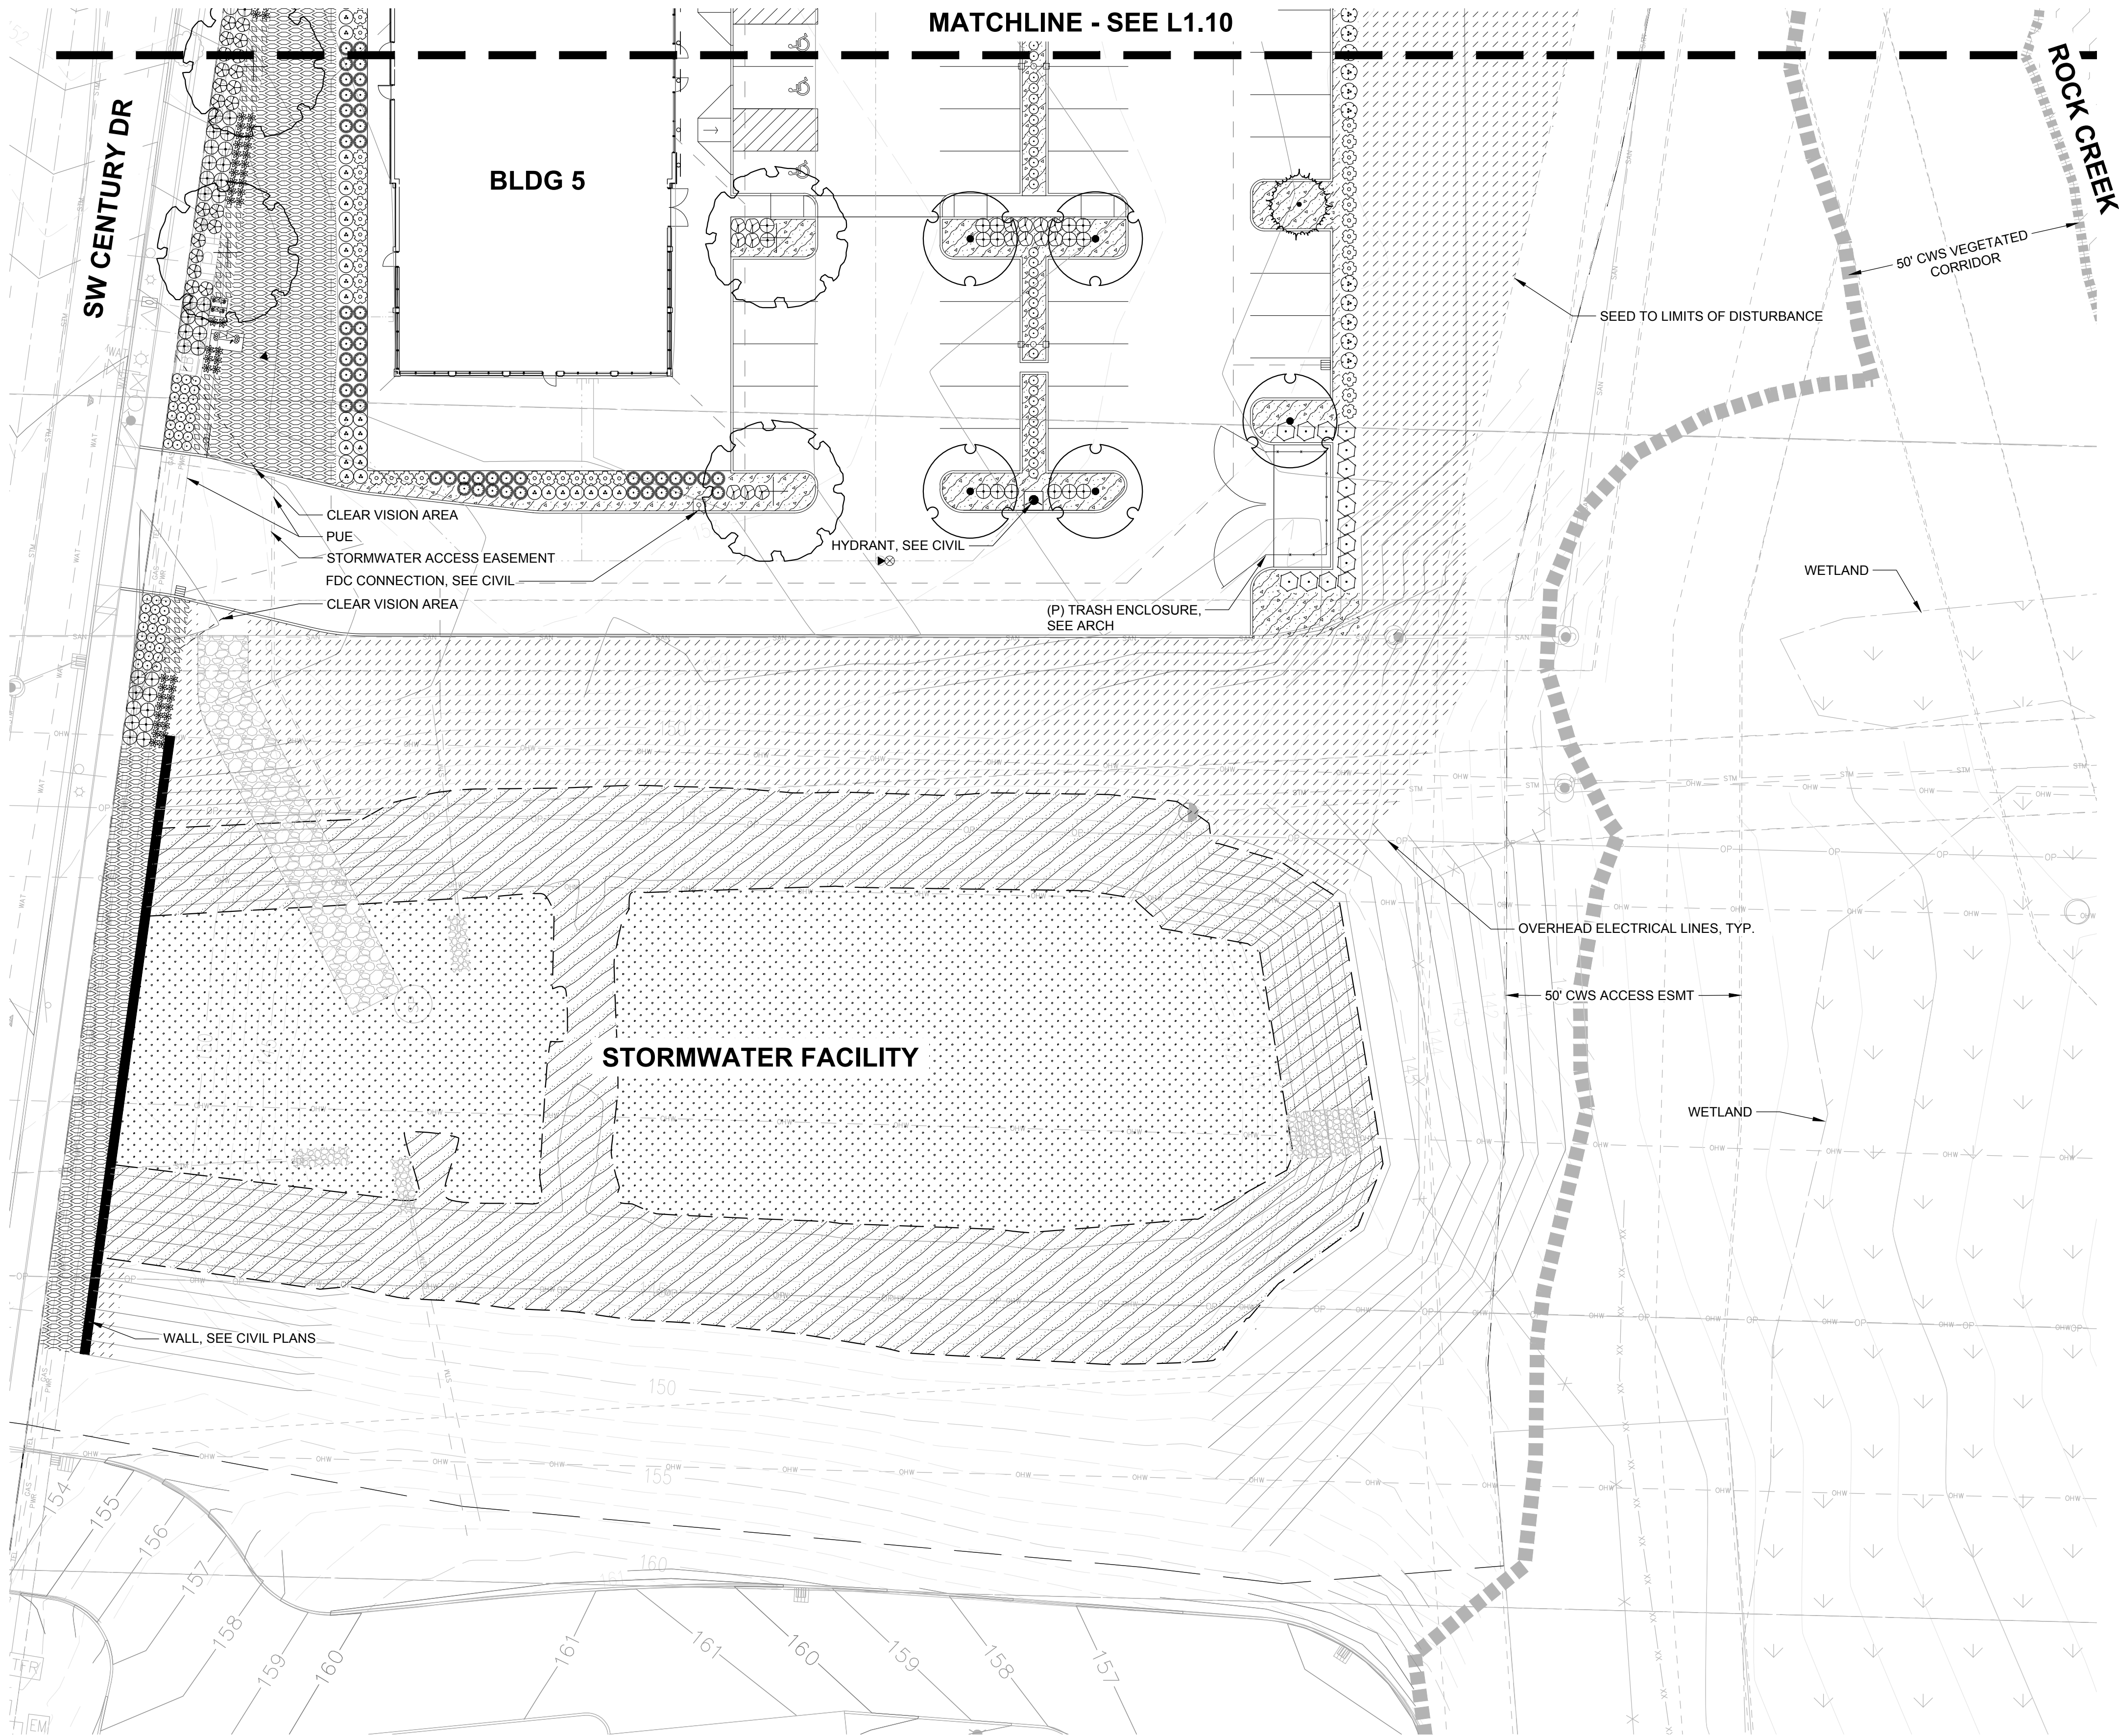 MATCHLINE - SEE L1.10
ROCK CREEK
SW CENTURY DR
BLDG 5
50' CWS VEGETATED
CORRIDOR
SEED TO LIMITS OF DISTURBANCE
CLEAR VISION AREA
PUE
STORMWATER ACCESS EASEMENT
FDC CONNECTION, SEE CIVIL
CLEAR VISION AREA
HYDRANT, SEE CIVIL
(P) TRASH ENCLOSURE,
SEE ARCH
WETLAND
OVERHEAD ELECTRICAL LINES, TYP.
50' CWS ACCESS ESMT
STORMWATER FACILITY
WETLAND
WALL, SEE CIVIL PLANS
150
155
160
154
155
156
157
158
159
160
161
161
160
159
158
157
EM